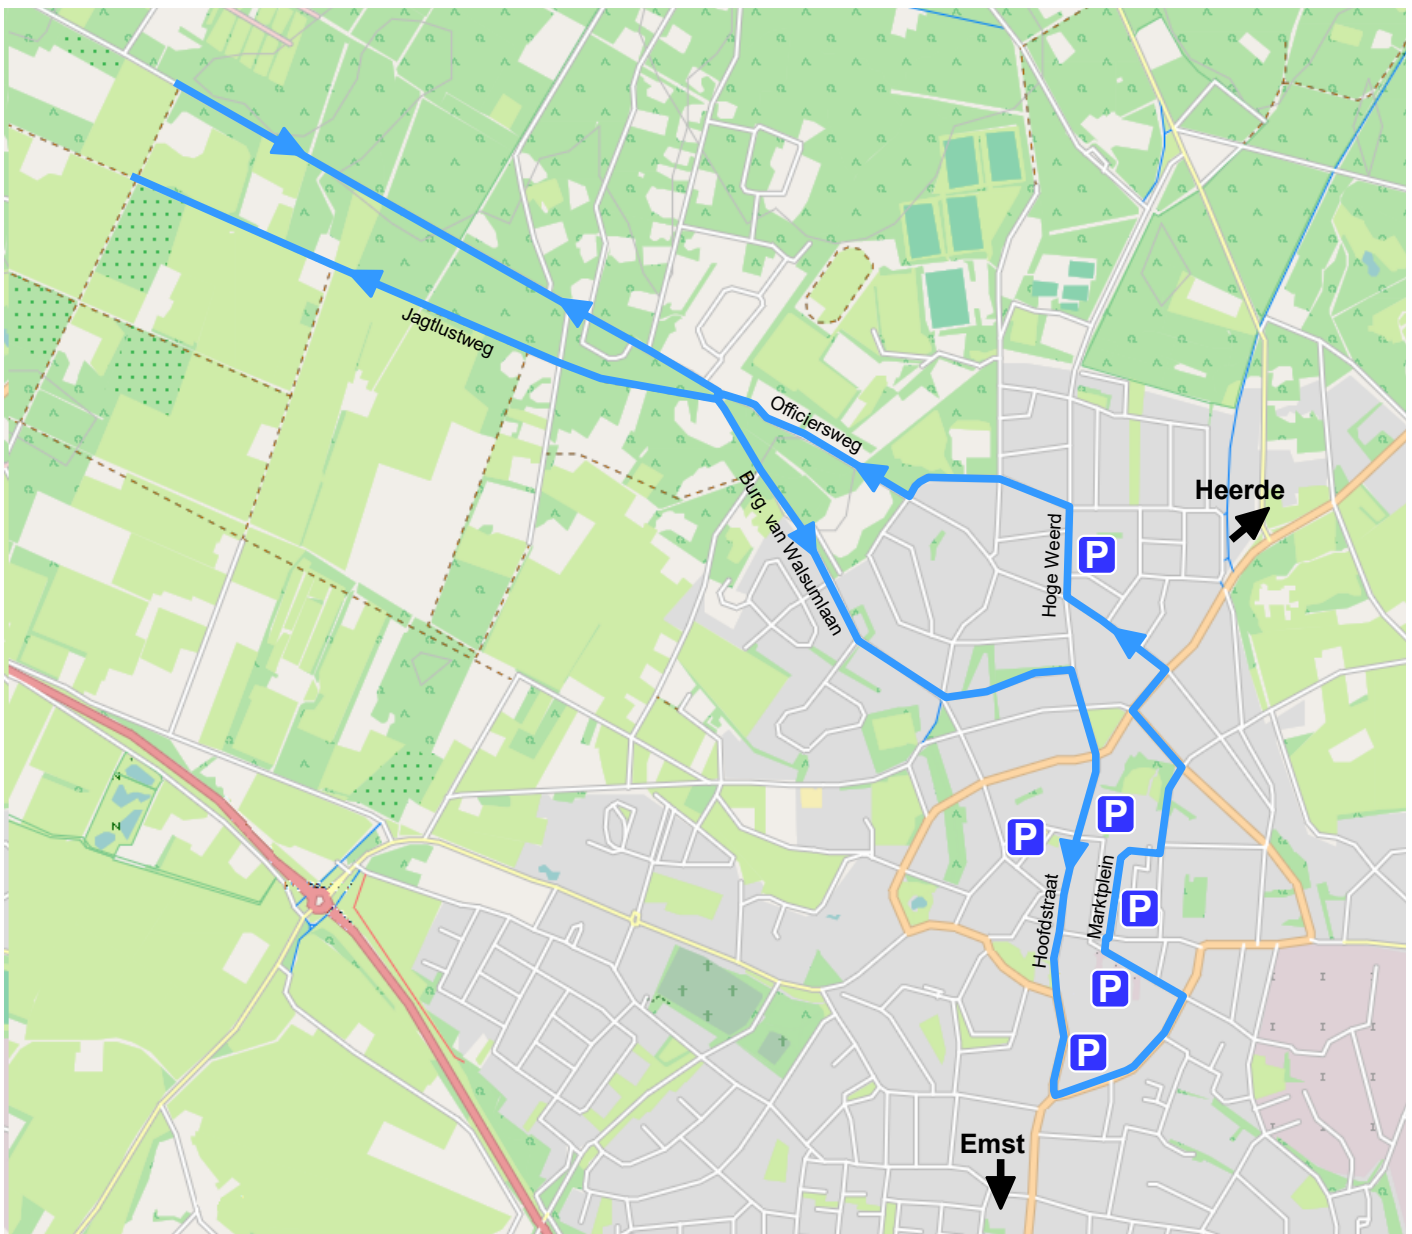 Jagtlustweg
Officiersweg
Burg. van Walsumlaan
Heerde
Hoge Weerd
P
P
P
Marktplein
P
Hoofdstraat
P
P
Emst